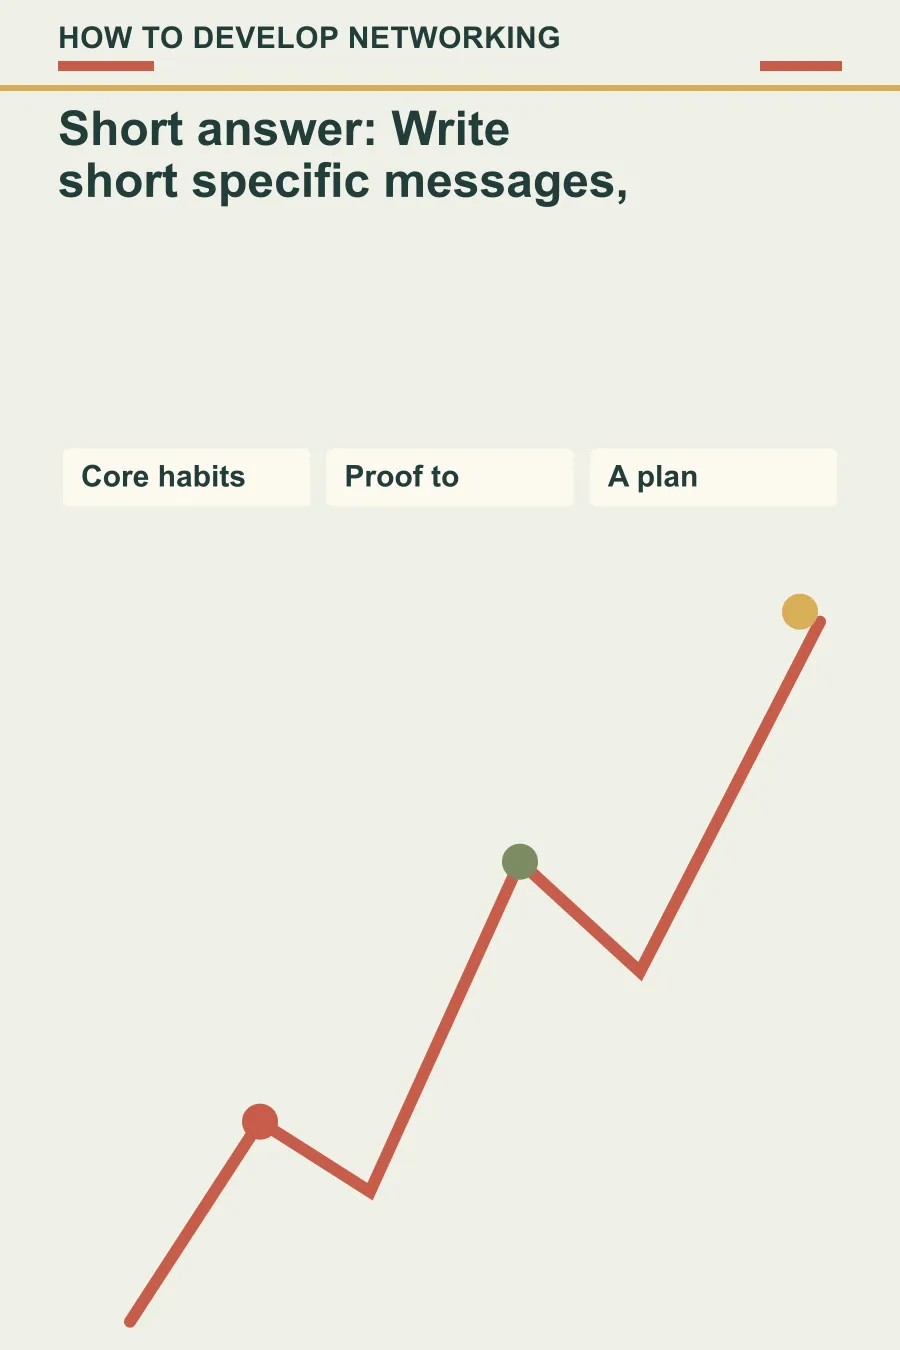 HOW TO DEVELOP NETWORKING
Short answer: Write
short specific messages,
Core habits
Proof to
A plan